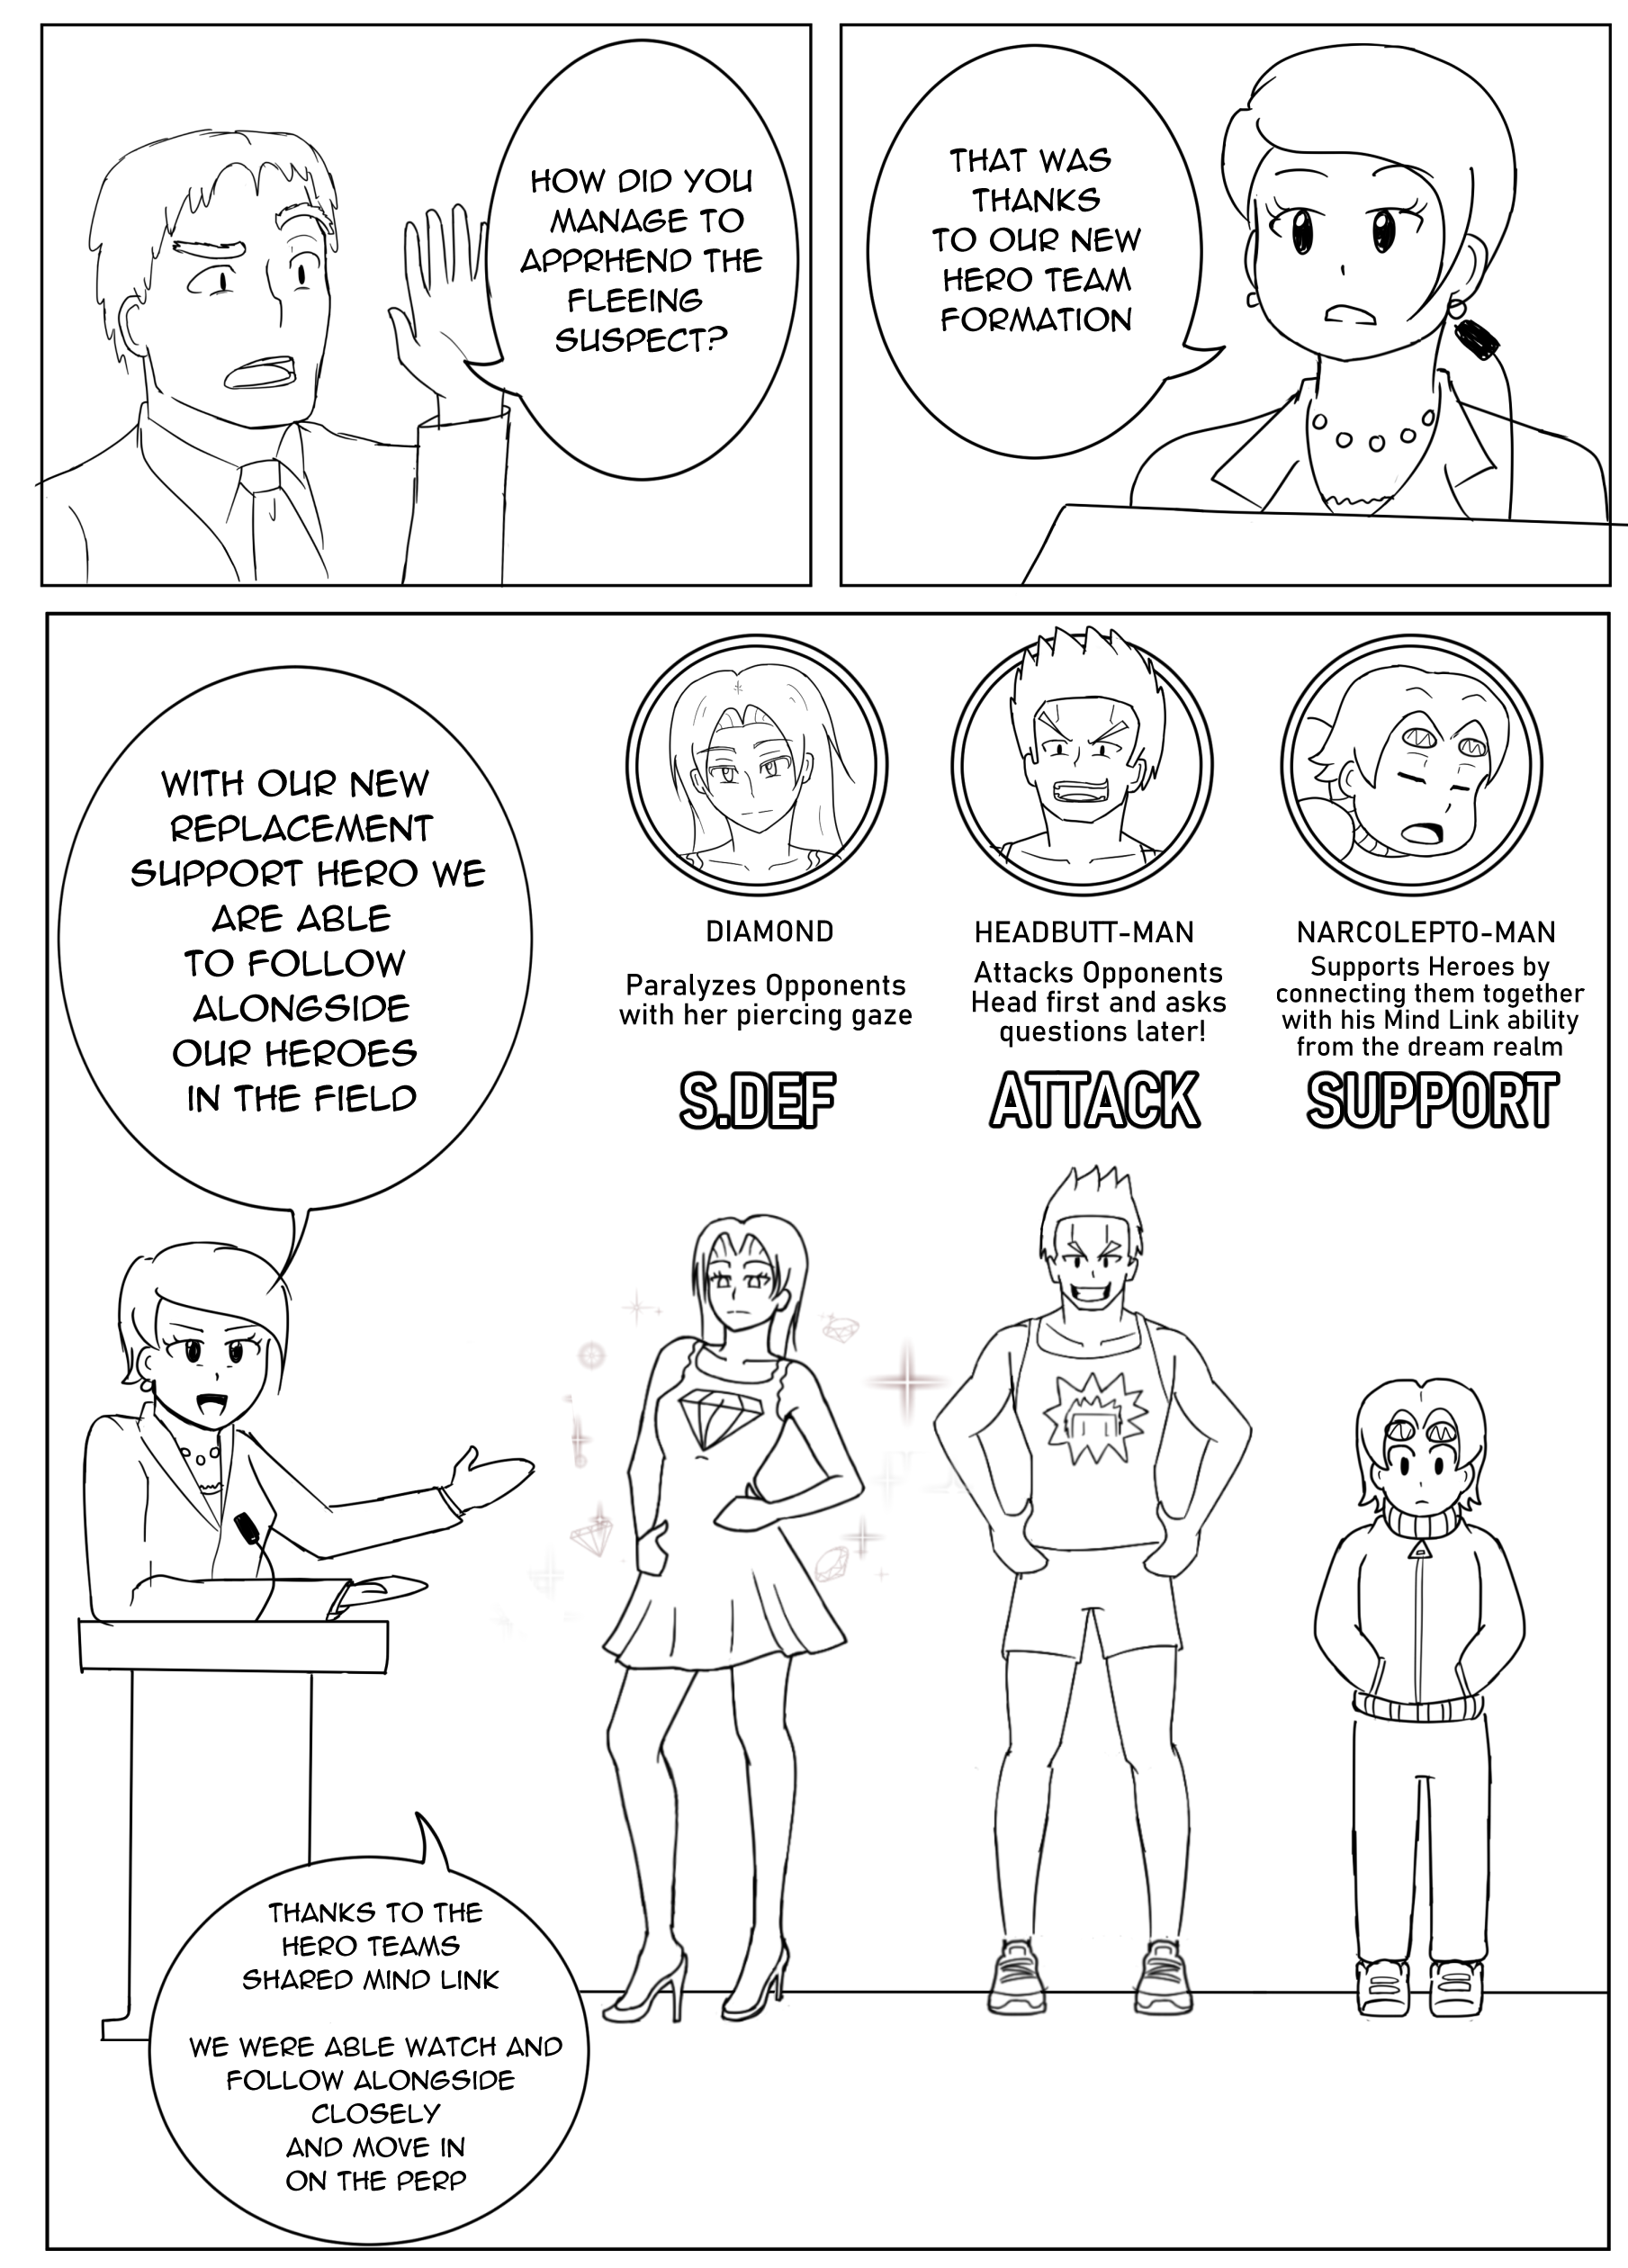 HOW DID YOU
MANAGE TO
APPRHEND THE
FLEEING
SUSPECT?
THAT WAS
THANKS
TO OUR NEW
HERO TEAM
FORMATION
WITH OUR NEW
REPLACEMENT
SUPPORT HERO WE
ARE ABLE
TO FOLLOW
ALONGSIDE
OUR HEROES
IN THE FIELD
DIAMOND
Paralyzes Opponents
with her piercing gaze
S.DEF
HEADBUTT-MAN
Attacks Opponents
Head first and asks
questions later!
ATTACK
NARCOLEPTO-MAN
Supports Heroes by
connecting them together
with his Mind Link ability
from the dream realm
SUPPORT
THANKS TO THE
HERO TEAMS
SHARED MIND LINK
WE WERE ABLE WATCH AND
FOLLOW ALONGSIDE
CLOSELY
AND MOVE IN
ON THE PERP